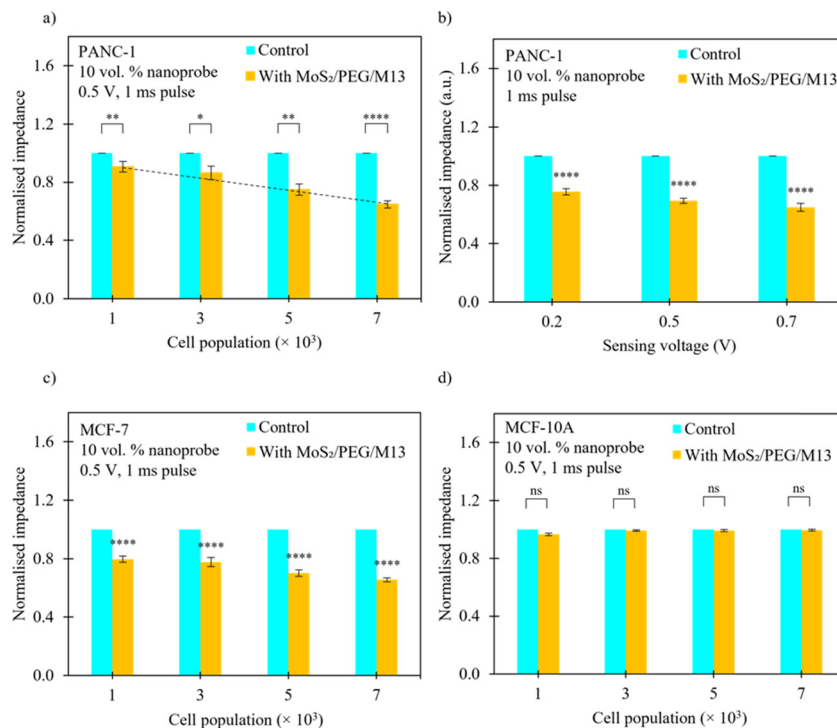 a)
PANC-1
10 vol. % nanoprobe
0.5 V, 1 ms pulse
Control
With MoS₂/PEG/M13
** * ** ****
Normalised impedance
1.6
1.2
0.8
0.4
0.0
1 3 5 7
Cell population (× 10³)
b)
PANC-1
10 vol. % nanoprobe
1 ms pulse
Control
With MoS₂/PEG/M13
**** **** ****
Normalised impedance (a.u.)
1.6
1.2
0.8
0.4
0.0
0.2 0.5 0.7
Sensing voltage (V)
c)
MCF-7
10 vol. % nanoprobe
0.5 V, 1 ms pulse
Control
With MoS₂/PEG/M13
**** **** **** ****
Normalised impedance
1.6
1.2
0.8
0.4
0.0
1 3 5 7
Cell population (× 10³)
d)
MCF-10A
10 vol. % nanoprobe
0.5 V, 1 ms pulse
Control
With MoS₂/PEG/M13
ns ns ns ns
Normalised impedance
1.6
1.2
0.8
0.4
0.0
1 3 5 7
Cell population (× 10³)